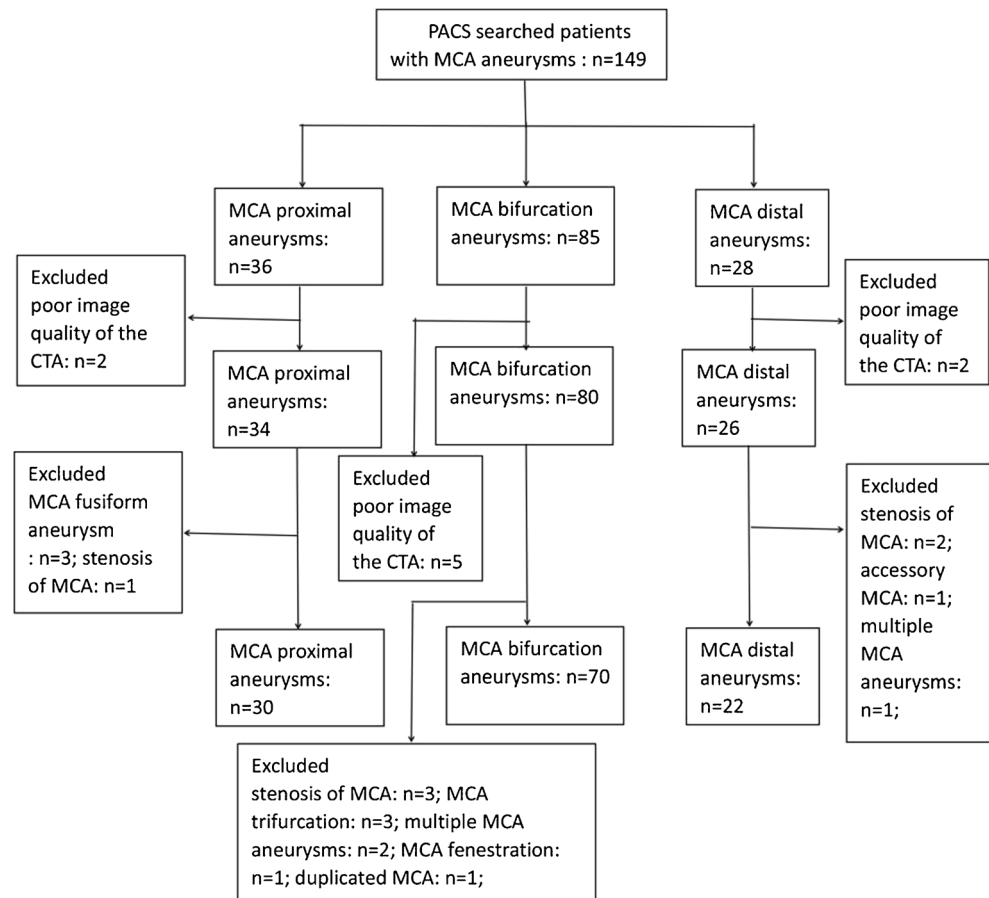 PACS searched patients
with MCA aneurysms : n=149
MCA proximal
aneurysms:
n=36
MCA bifurcation
aneurysms: n=85
MCA distal
aneurysms:
n=28
Excluded
poor image
quality of the
CTA: n=2
Excluded
poor image
quality of
the CTA: n=2
MCA proximal
aneurysms:
n=34
MCA bifurcation
aneurysms: n=80
MCA distal
aneurysms:
n=26
Excluded
MCA fusiform
aneurysm
: n=3; stenosis
of MCA: n=1
Excluded
poor image
quality of
the CTA: n=5
Excluded
stenosis of
MCA: n=2;
accessory
MCA: n=1;
multiple
MCA
aneurysms:
n=1;
MCA proximal
aneurysms:
n=30
MCA bifurcation
aneurysms: n=70
MCA distal
aneurysms:
n=22
Excluded
stenosis of MCA: n=3; MCA
trifurcation: n=3; multiple MCA
aneurysms: n=2; MCA fenestration:
n=1; duplicated MCA: n=1;